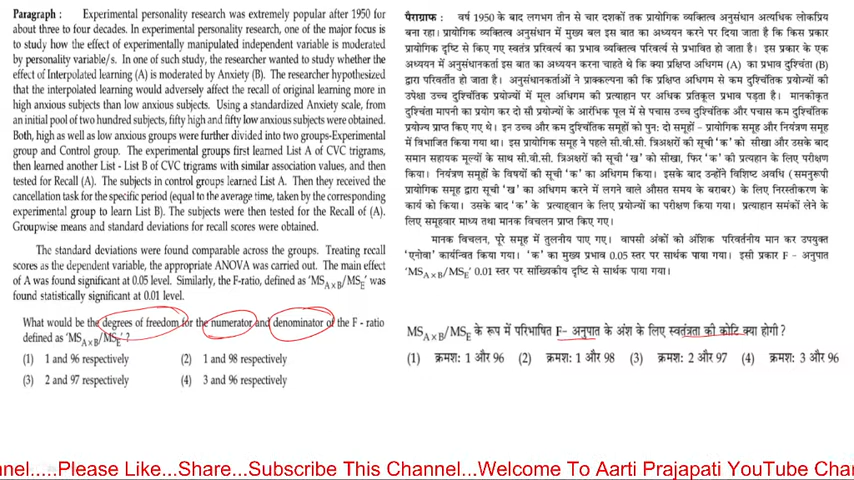 Paragraph : Experimental personality research was extremely popular after 1950 for
about three to four decades. In experimental personality research, one of the major focus is
to study how the effect of experimentally manipulated independent variable is moderated
by personality variable/s. In one of such study, the researcher wanted to study whether the
effect of Interpolated learning (A) is moderated by Anxiety (B). The researcher hypothesized
that the interpolated learning would adversely affect the recall of original learning more in
high anxious subjects than low anxious subjects. Using a standardized Anxiety scale, from
an initial pool of two hundred subjects, fifty high and fifty low anxious subjects were obtained.
Both, high as well as low anxious groups were further divided into two groups-Experimental
group and Control group. The experimental groups first learned List A of CVC trigrams,
then learned another List - List B of CVC trigrams with similar association values, and then
tested for Recall (A). The subjects in control groups learned List A. Then they received the
cancellation task for the specific period (equal to the average time, taken by the corresponding
experimental group to learn List B). The subjects were then tested for the Recall of (A).
Groupwise means and standard deviations for recall scores were obtained.
The standard deviations were found comparable across the groups. Treating recall
scores as the dependent variable, the appropriate ANOVA was carried out. The main effect
of A was found significant at 0.05 level. Similarly, the F-ratio, defined as 'MSA×B/MSE' was
found statistically significant at 0.01 level.
What would be the degrees of freedom for the numerator and denominator of the F - ratio
defined as 'MSA×B/MSE'?
(1) 1 and 96 respectively (2) 1 and 98 respectively
(3) 2 and 97 respectively (4) 3 and 96 respectively
पैराग्राफ : वर्ष 1950 के बाद लगभग तीन से चार दशकों तक प्रायोगिक व्यक्तित्व अनुसंधान अत्यधिक लोकप्रिय
बना रहा। प्रायोगिक व्यक्तित्व अनुसंधान में मुख्य बल इस बात का अध्ययन करने पर दिया जाता है कि किस प्रकार
प्रायोगिक दृष्टि से किए गए स्वतंत्र प्ररिवर्त्य का प्रभाव व्यक्तित्व परिवर्त्य से प्रभावित हो जाता है। इस प्रकार के एक
अध्ययन में अनुसंधानकर्ता इस बात का अध्ययन करना चाहते थे कि क्या प्रक्षिप्त अधिगम (A) का प्रभाव दुश्चिंता (B)
द्वारा परिवर्तित हो जाता है। अनुसंधानकर्ताओं ने प्राक्कल्पना की कि प्रक्षिप्त अधिगम से कम दुश्चिंतित प्रयोज्यों की
उपेक्षा उच्च दुश्चिंतित प्रयोज्यों में मूल अधिगम की प्रत्याह्वान पर अधिक प्रतिकूल प्रभाव पड़ता है। मानकीकृत
दुश्चिंता मापनी का प्रयोग कर दो सौ प्रयोज्यों के आरंभिक पूल में से पचास उच्च दुश्चिंतित और पचास कम दुश्चिंतित
प्रयोज्य प्राप्त किए गए थे। इन उच्च और कम दुश्चिंतित समूहों को पुन: दो समूहों – प्रायोगिक समूह और नियंत्रण समूह
में विभाजित किया गया था। इस प्रायोगिक समूह ने पहले सी.वी.सी. त्रिअक्षरों की सूची 'क' को सीखा और उसके बाद
समान सहायक मूल्यों के साथ सी.वी.सी. त्रिअक्षरों की सूची 'ख' को सीखा, फिर 'क' की प्रत्याह्वान के लिए परीक्षण
किया। नियंत्रण समूहों के विषयों की सूची 'क' का अधिगम किया। इसके बाद उन्होंने विशिष्ट अवधि (समनुरूपी
प्रायोगिक समूह द्वारा सूची 'ख' का अधिगम में लगने वाले औसत समय के बराबर) के लिए निरस्तीकरण के
कार्य को किया। उसके बाद 'क' के प्रत्याह्वान के लिए प्रयोज्यों का परीक्षण किया गया। प्रत्याह्वान समंकों लेने के
लिए समूहवार माध्य तथा मानक विचलन प्राप्त किए गए।
मानक विचलन, पूरे समूह में तुलनीय पाए गए। वापसी अंकों को आंशिक परिवर्तनीय मान कर उपयुक्त
'एनोवा' कार्यन्वित किया गया। 'क' का मुख्य प्रभाव 0.05 स्तर पर सार्थक पाया गया। इसी प्रकार F - अनुपात
'MSA×B/MSE' 0.01 स्तर पर सांख्यिकीय दृष्टि से सार्थक पाया गया।
MSA×B/MSE के रूप में परिभाषित F- अनुपात के अंश के लिए स्वतंत्रता की कोटि क्या होगी ?
(1) क्रमश: 1 और 96 (2) क्रमश: 1 और 98 (3) क्रमश: 2 और 97 (4) क्रमश: 3 और 96
nnel.....Please Like...Share...Subscribe This Channel...Welcome To Aarti Prajapati YouTube Chan